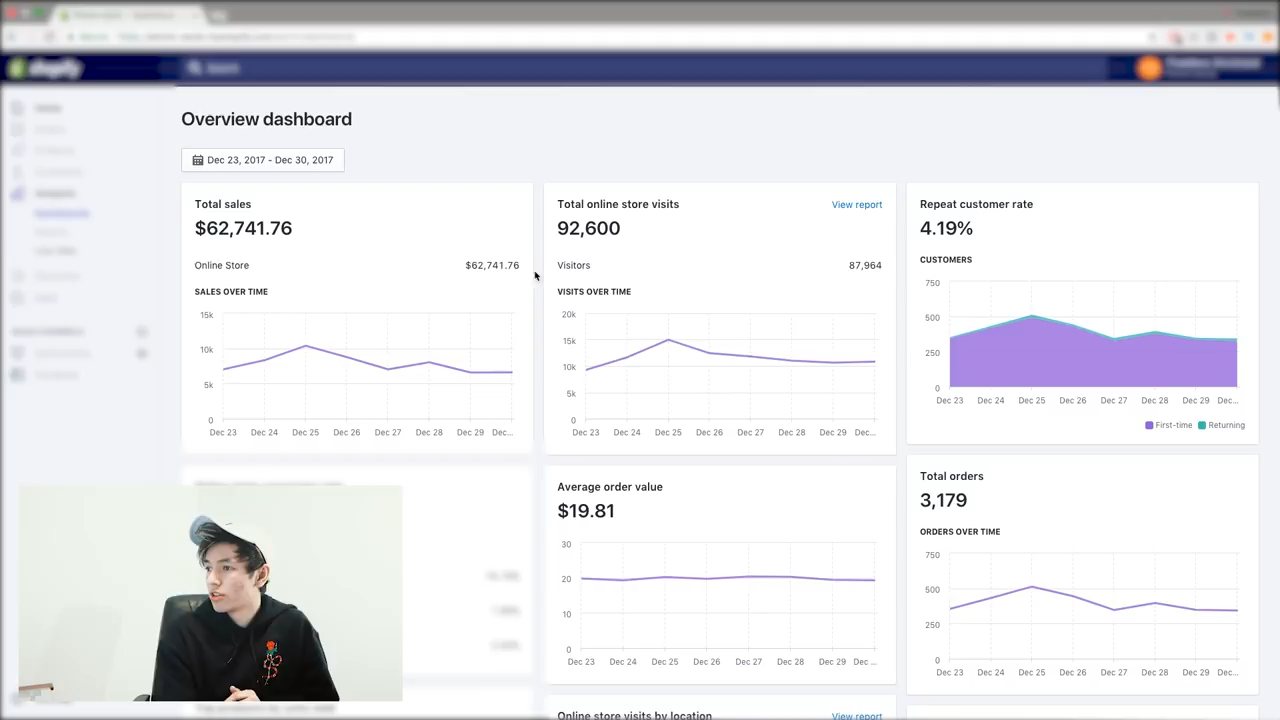 Overview dashboard
Dec 23, 2017 - Dec 30, 2017
Total sales
$62,741.76
Online Store $62,741.76
SALES OVER TIME
15k
10k
5k
0
Dec 23 Dec 24 Dec 25 Dec 26 Dec 27 Dec 28 Dec 29 Dec...
Total online store visits View report
92,600
Visitors 87,964
VISITS OVER TIME
20k
15k
10k
5k
0
Dec 23 Dec 24 Dec 25 Dec 26 Dec 27 Dec 28 Dec 29 Dec...
Repeat customer rate
4.19%
CUSTOMERS
750
500
250
0
Dec 23 Dec 24 Dec 25 Dec 26 Dec 27 Dec 28 Dec 29 Dec...
First-time Returning
Average order value
$19.81
30
20
10
0
Dec 23 Dec 24 Dec 25 Dec 26 Dec 27 Dec 28 Dec 29 Dec ...
Total orders
3,179
ORDERS OVER TIME
750
500
250
0
Dec 23 Dec 24 Dec 25 Dec 26 Dec 27 Dec 28 Dec 29 Dec...
Online store visits by location View report